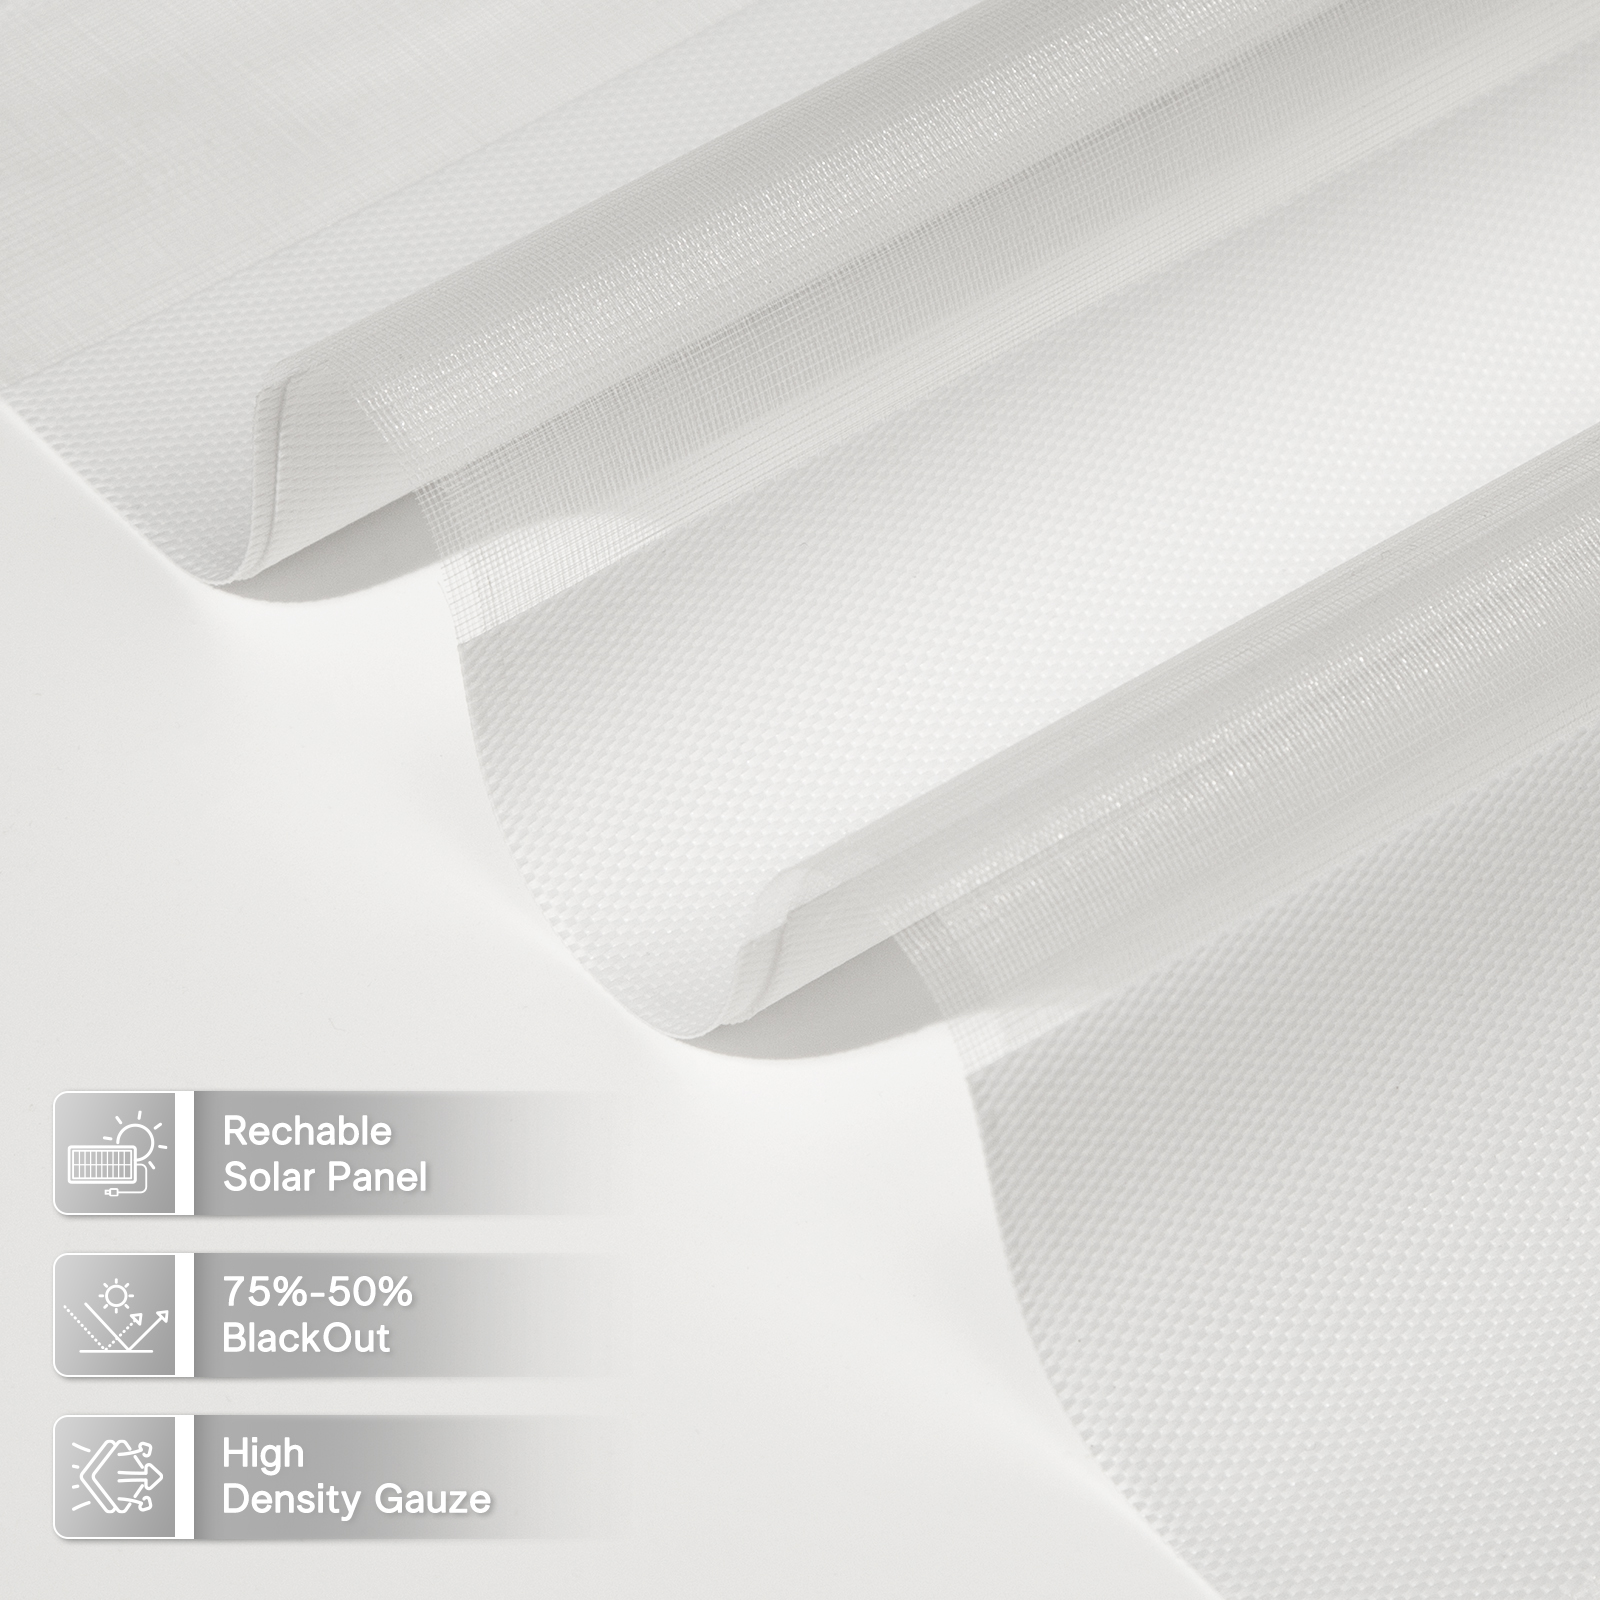 Rechable
Solar Panel
75%-50%
BlackOut
High
Density Gauze